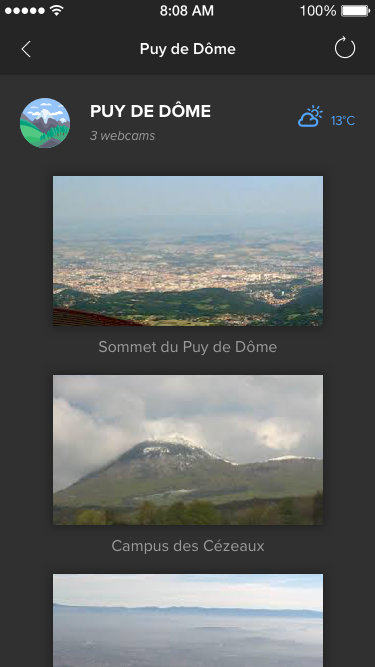 8:08 AM
100%
Puy de Dôme
PUY DE DÔME
3 webcams
13°C
Sommet du Puy de Dôme
Campus des Cézeaux